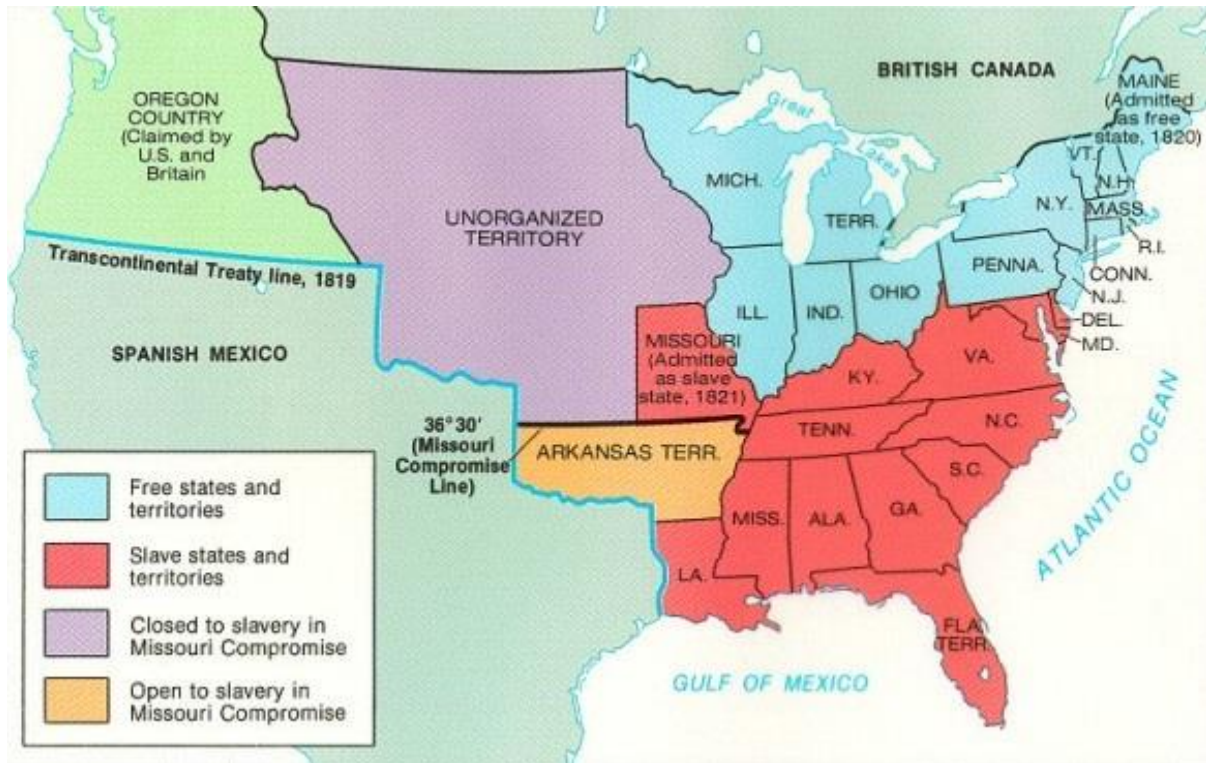 BRITISH CANADA
MAINE
(Admitted
as free
state, 1820)
OREGON
COUNTRY
(Claimed by
U.S. and
Britain
Great
Lakes
VT.
N.H.
MICH.
TERR.
N.Y.
MASS.
R.I.
CONN.
UNORGANIZED
TERRITORY
Transcontinental Treaty line, 1819
PENNA.
N.J.
OHIO
ILL.
IND.
DEL.
MD.
SPANISH MEXICO
MISSOURI
(Admitted
as slave
state, 1821)
VA.
KY.
36°30′
(Missouri
Compromise
Line)
ARKANSAS TERR.
TENN.
N.C.
S.C.
MISS.
ALA.
GA.
LA.
FLA.
TERR.
ATLANTIC OCEAN
GULF OF MEXICO
Free states and
territories
Slave states and
territories
Closed to slavery in
Missouri Compromise
Open to slavery in
Missouri Compromise